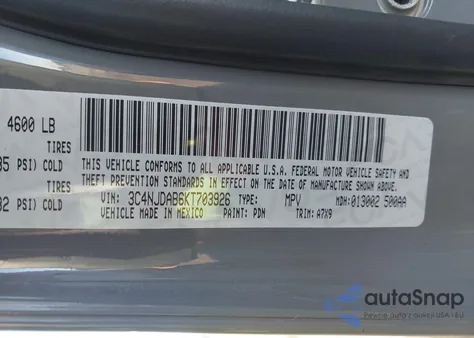 4600 LB
TIRES
35 PSI) COLD
TIRES
32 PSI) COLD
THIS VEHICLE CONFORMS TO ALL APPLICABLE U.S.A. FEDERAL MOTOR VEHICLE SAFETY AND
THEFT PREVENTION STANDARDS IN EFFECT ON THE DATE OF MANUFACTURE SHOWN ABOVE.
VIN: 3C4NJDAB6KT703926 TYPE: MPV MDH: 013002 500AA
VEHICLE MADE IN MEXICO PAINT: PDN TRIM: A7X9
autoSnap